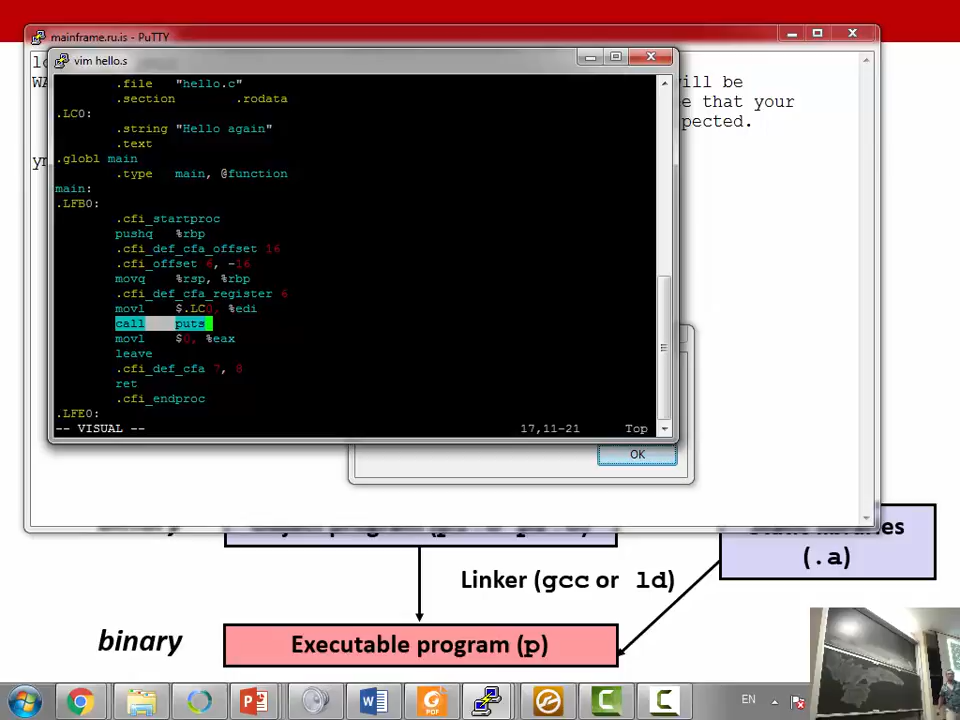 mainframe.ru.is - PuTTY
vim hello.s
will be
e that your
pected.
.file "hello.c"
.section .rodata
.LC0:
.string "Hello again"
.text
.globl main
.type main, @function
main:
.LFB0:
.cfi_startproc
pushq %rbp
.cfi_def_cfa_offset 16
.cfi_offset 6, -16
movq %rsp, %rbp
.cfi_def_cfa_register 6
movl $.LC0, %edi
call puts
movl $0, %eax
leave
.cfi_def_cfa 7, 8
ret
.cfi_endproc
.LFE0:
-- VISUAL -- 17,11-21 Top
OK
(.a)
Linker (gcc or ld)
binary
Executable program (p)
EN